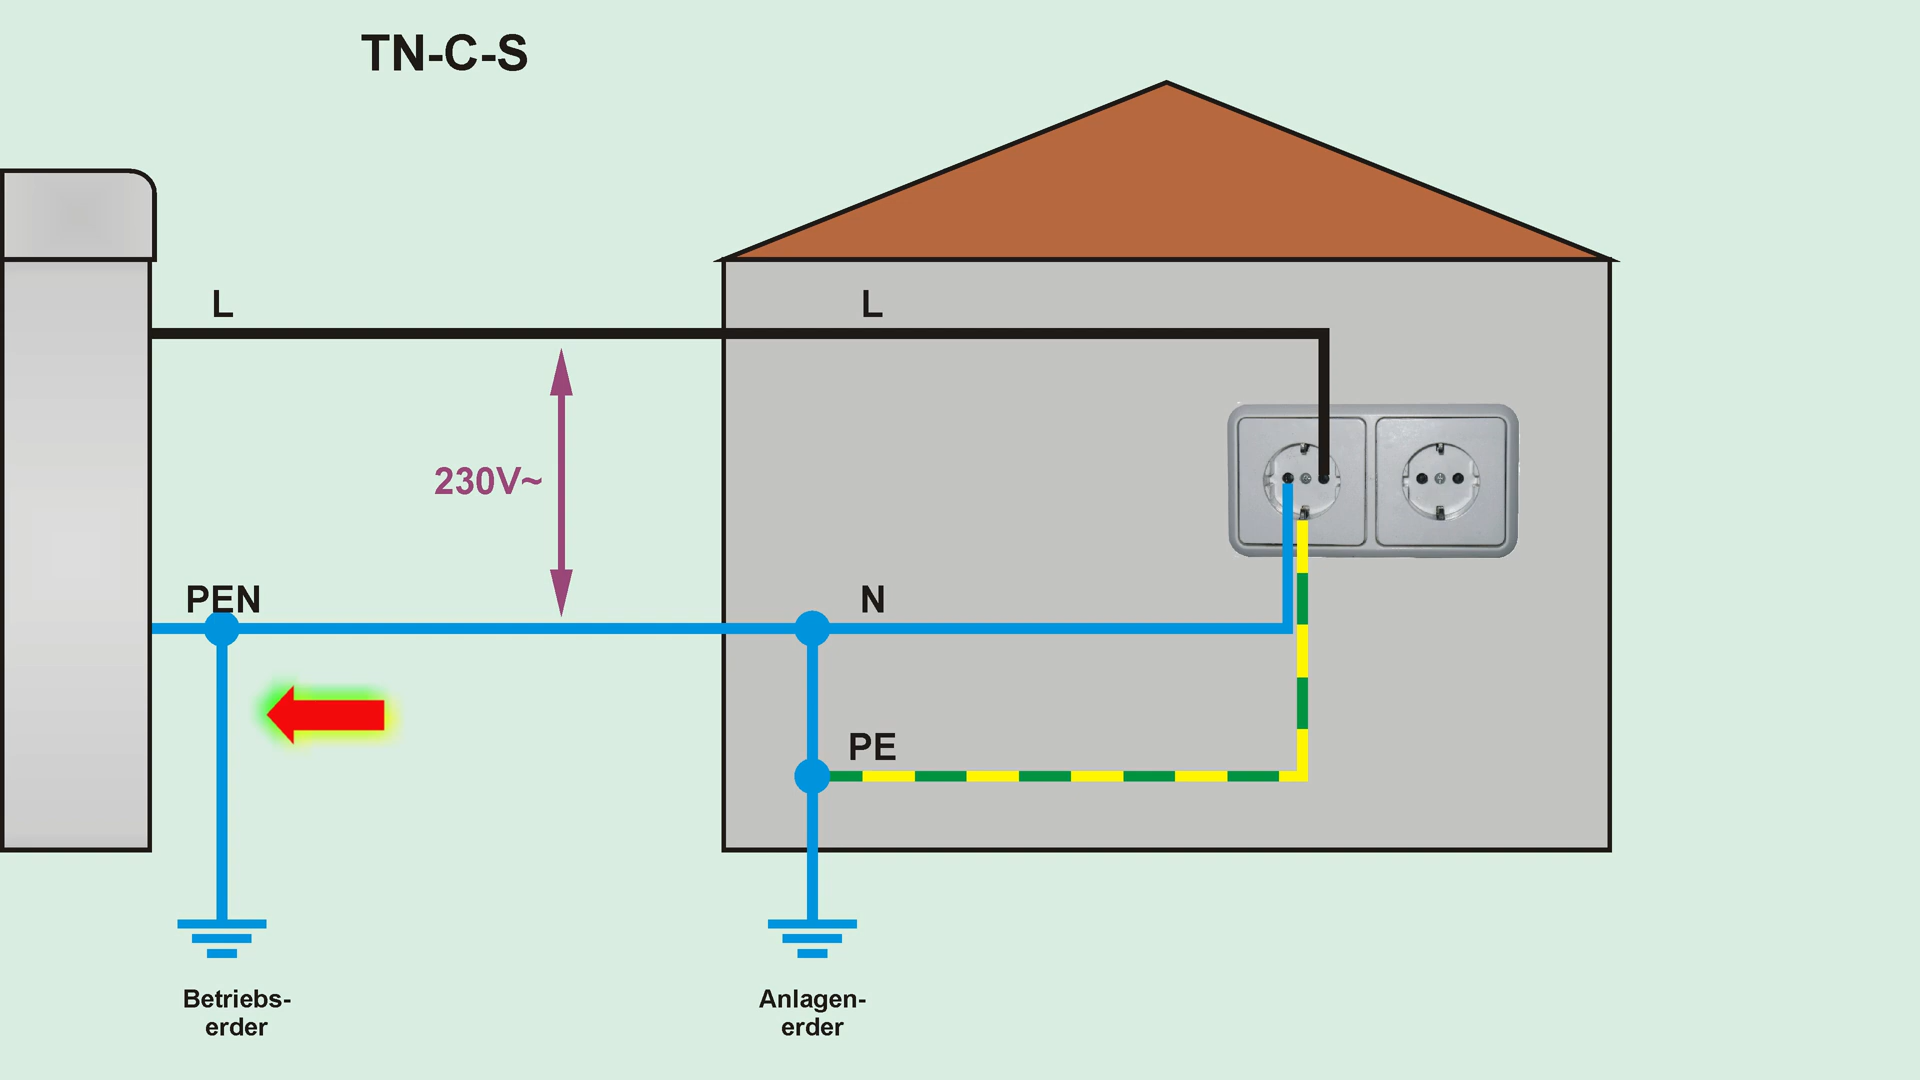 TN-C-S
L
L
230V~
PEN
N
PE
Betriebs-
erder
Anlagen-
erder